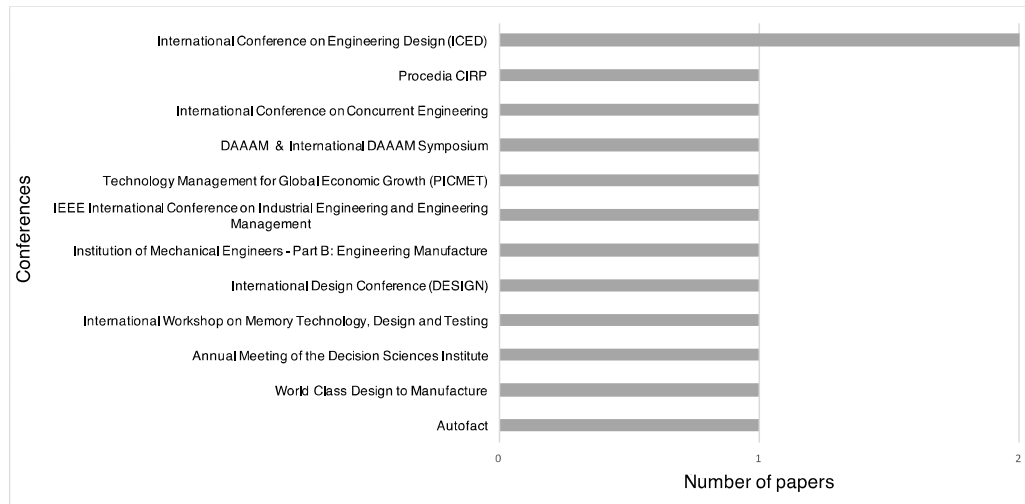 International Conference on Engineering Design (ICED)
Procedia CIRP
International Conference on Concurrent Engineering
DAAAM & International DAAAM Symposium
Technology Management for Global Economic Growth (PICMET)
IEEE International Conference on Industrial Engineering and Engineering
Management
Institution of Mechanical Engineers - Part B: Engineering Manufacture
International Design Conference (DESIGN)
International Workshop on Memory Technology, Design and Testing
Annual Meeting of the Decision Sciences Institute
World Class Design to Manufacture
Autofact
Conferences
0 1 2
Number of papers